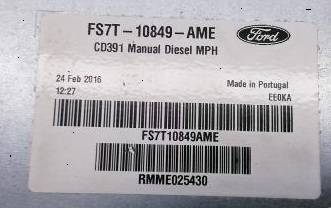 FS7T-10849-AME
Ford
CD391 Manual Diesel MPH
24 Feb 2016
Made in Portugal
12:27
EE0KA
FS7T10849AME
RMME025430